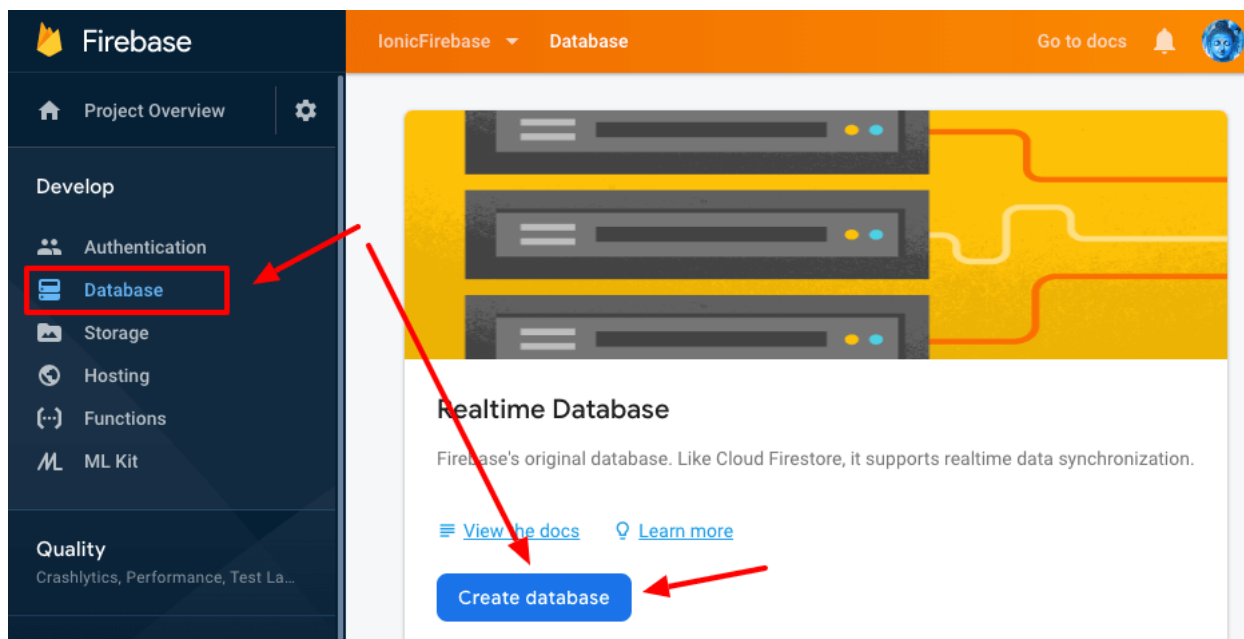 Firebase
Project Overview
Develop
Authentication
Database
Storage
Hosting
Functions
ML Kit
Quality
Crashlytics, Performance, Test La...
IonicFirebase
Database
Go to docs
Realtime Database
Firebase's original database. Like Cloud Firestore, it supports realtime data synchronization.
View the docs
Learn more
Create database